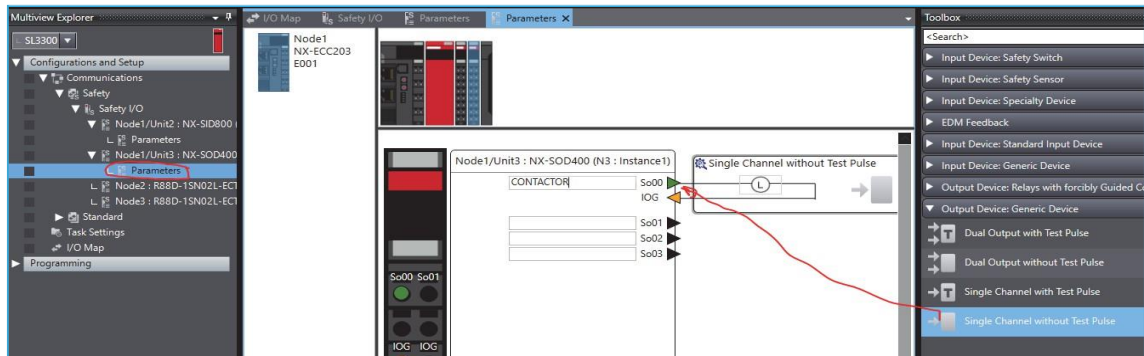 Multiview Explorer
SL3300
Configurations and Setup
Communications
Safety
Safety I/O
Node1/Unit2 : NX-SID800 (
Parameters
Node1/Unit3 : NX-SOD400
Parameters
Node2 : R88D-1SN02L-ECT
Node3 : R88D-1SN02L-ECT
Standard
Task Settings
I/O Map
Programming
I/O Map
Safety I/O
Parameters
Parameters
Node1
NX-ECC203
E001
Node1/Unit3 : NX-SOD400 (N3 : Instance1)
CONTACTOR
So00
IOG
So01
So02
So03
So00 So01
IOG IOG
Single Channel without Test Pulse
L
Toolbox
<Search>
Input Device: Safety Switch
Input Device: Safety Sensor
Input Device: Specialty Device
EDM Feedback
Input Device: Standard Input Device
Input Device: Generic Device
Output Device: Relays with forcibly Guided Co
Output Device: Generic Device
T
Dual Output with Test Pulse
Dual Output without Test Pulse
T
Single Channel with Test Pulse
Single Channel without Test Pulse